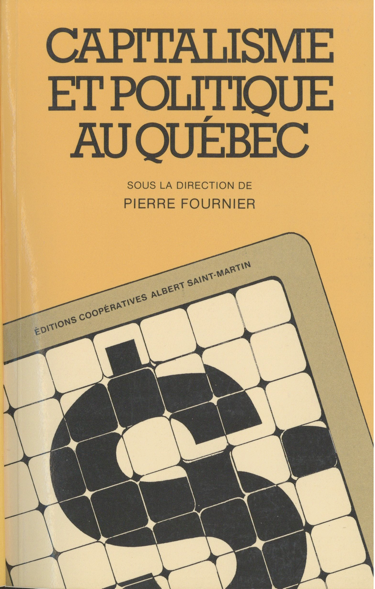 CAPITALISME
ET POLITIQUE
AU QUÉBEC
SOUS LA DIRECTION DE
PIERRE FOURNIER
ÉDITIONS COOPÉRATIVES ALBERT SAINT-MARTIN